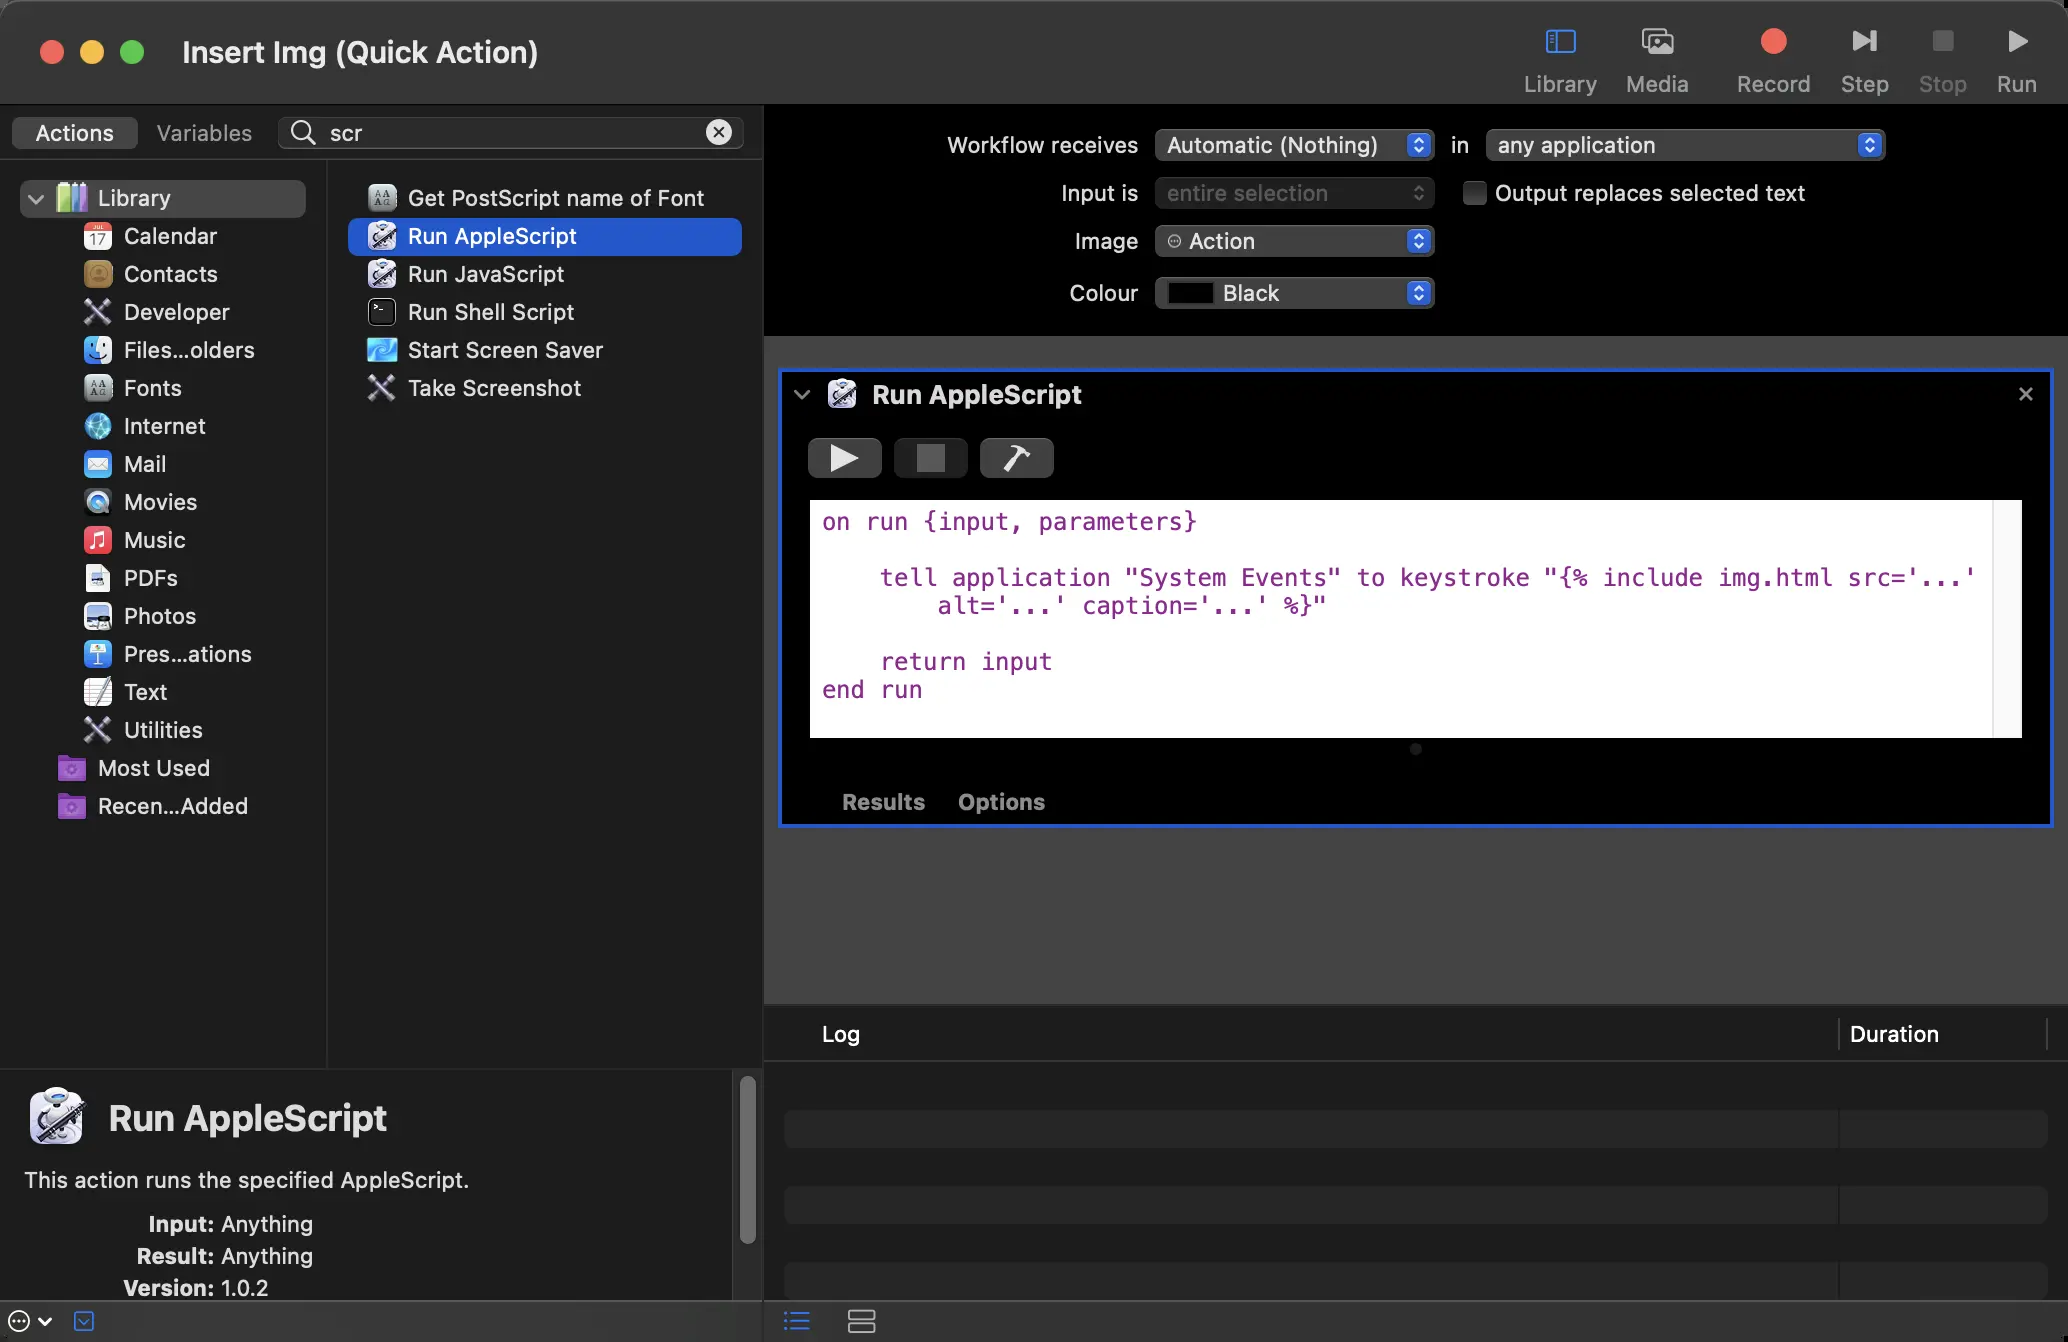 Insert Img (Quick Action)
Library
Media
Record
Step
Stop
Run
Actions
Variables
scr
Library
Calendar
Contacts
Developer
Files...olders
Fonts
Internet
Mail
Movies
Music
PDFs
Photos
Pres...ations
Text
Utilities
Most Used
Recen...Added
Get PostScript name of Font
Run AppleScript
Run JavaScript
Run Shell Script
Start Screen Saver
Take Screenshot
Workflow receives Automatic (Nothing) in any application
Input is entire selection Output replaces selected text
Image Action
Colour Black
Run AppleScript
on run {input, parameters}
tell application "System Events" to keystroke "{% include img.html src='...'
alt='...' caption='...' %}"
return input
end run
Results Options
Log Duration
Run AppleScript
This action runs the specified AppleScript.
Input: Anything
Result: Anything
Version: 1.0.2